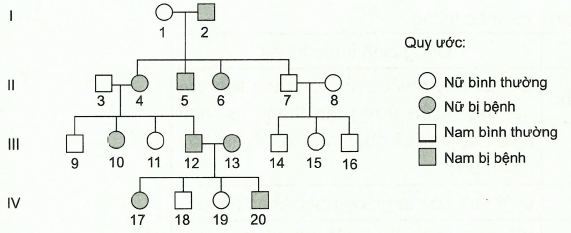 I
1 2
Quy ước:
II
3 4 5 6 7 8
Nữ bình thường
Nữ bị bệnh
III
9 10 11 12 13 14 15 16
Nam bình thường
Nam bị bệnh
IV
17 18 19 20